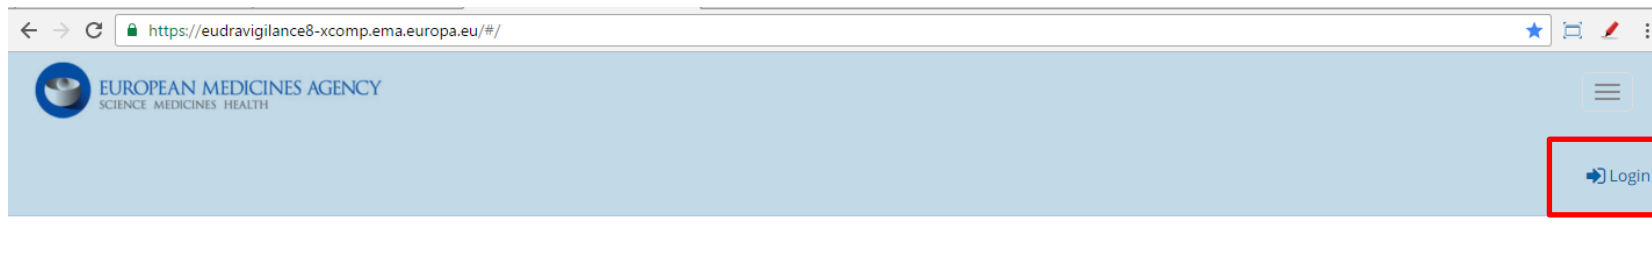 https://eudravigilance8-xcomp.ema.europa.eu/#/
EUROPEAN MEDICINES AGENCY
SCIENCE MEDICINES HEALTH
Login